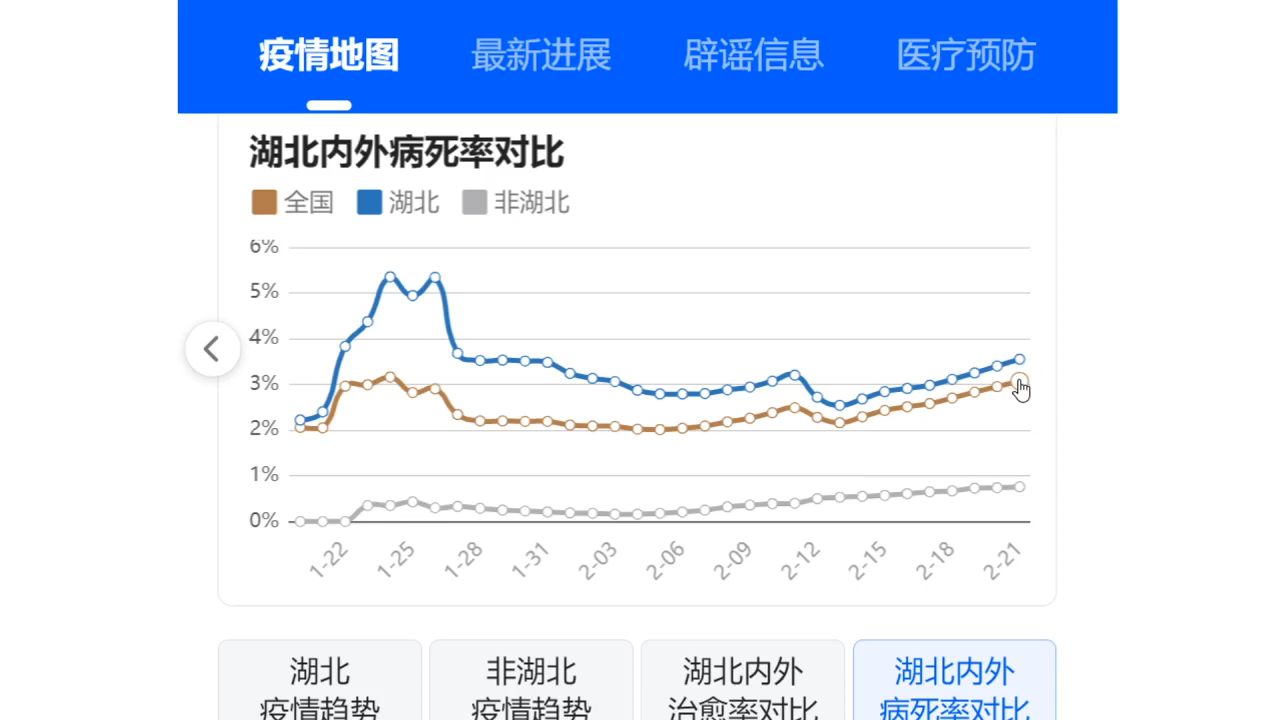 疫情地图 最新进展 辟谣信息 医疗预防
湖北内外病死率对比
全国 湖北 非湖北
6%
5%
4%
3%
2%
1%
0%
1-22 1-25 1-28 1-31 2-03 2-06 2-09 2-12 2-15 2-18 2-21
湖北 非湖北 湖北内外 湖北内外
疫情趋势 疫情趋势 治愈率对比 病死率对比